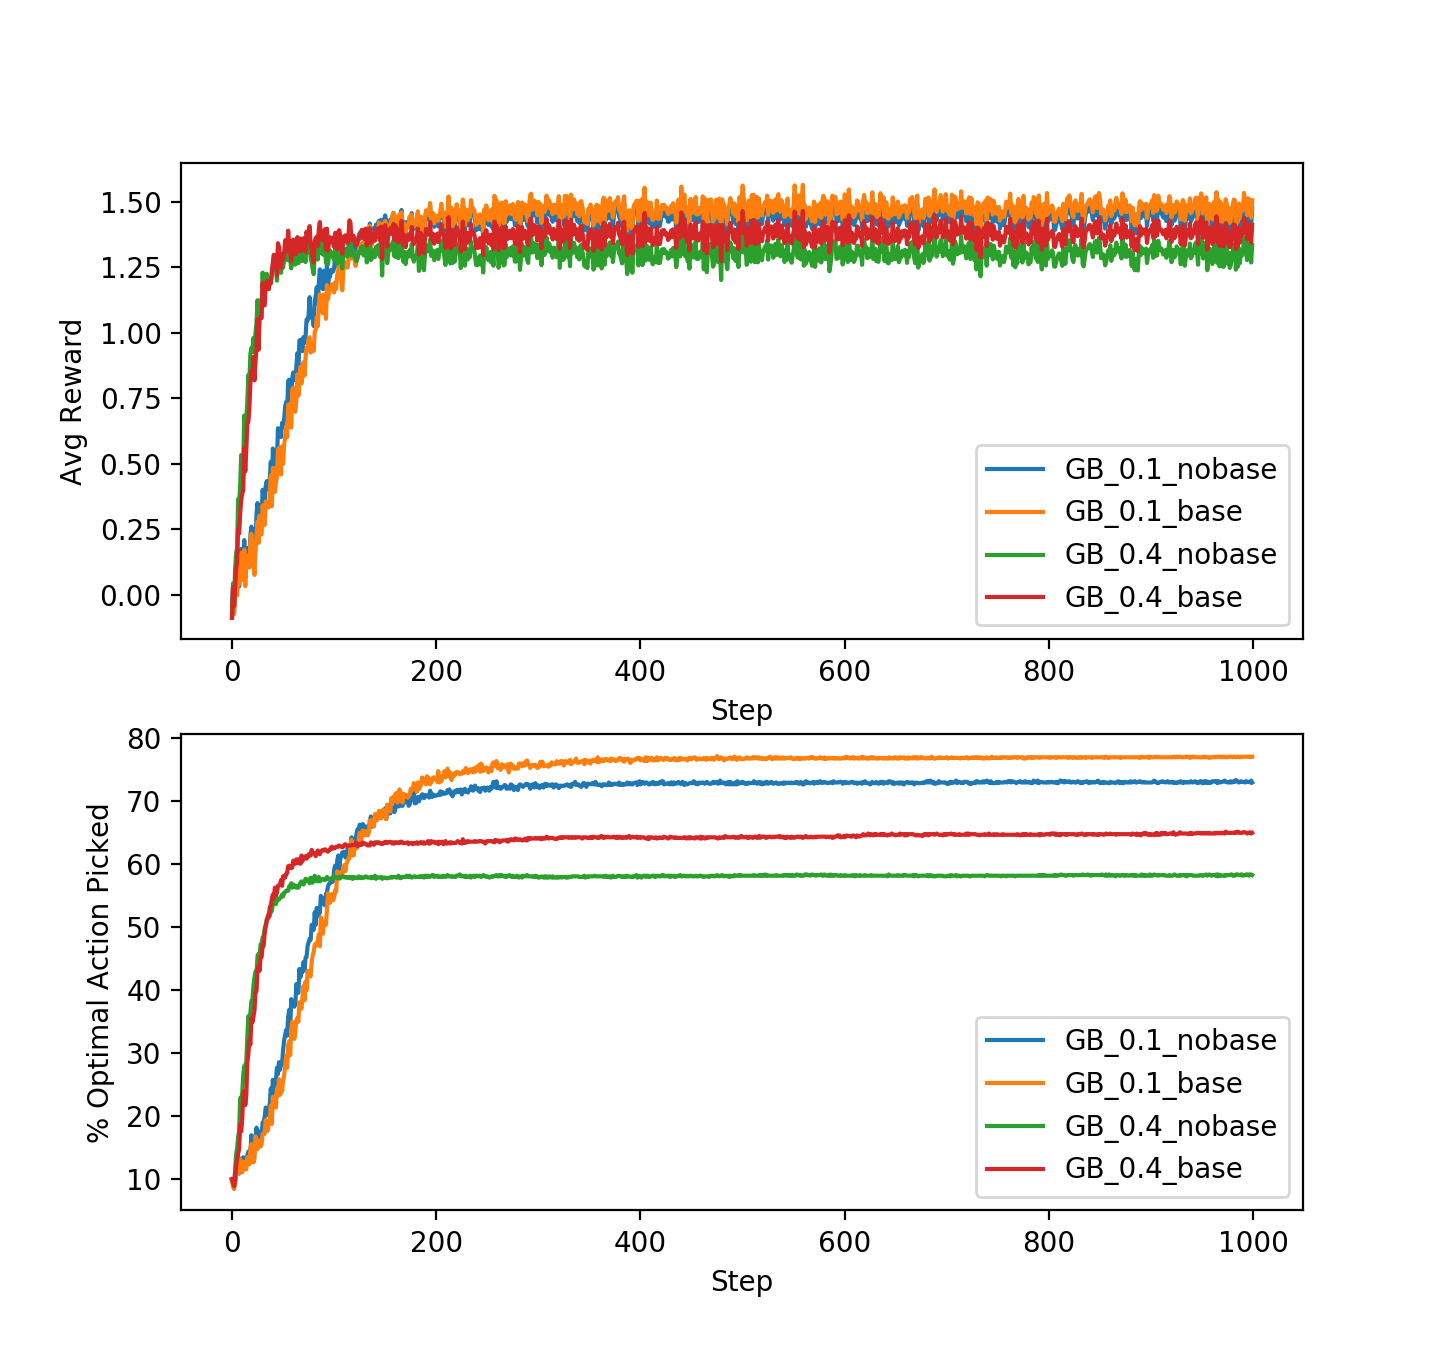 1.50
1.25
1.00
0.75
0.50
0.25
0.00
Avg Reward
GB_0.1_nobase
GB_0.1_base
GB_0.4_nobase
GB_0.4_base
0 200 400 600 800 1000
Step
80
70
60
50
40
30
20
10
% Optimal Action Picked
GB_0.1_nobase
GB_0.1_base
GB_0.4_nobase
GB_0.4_base
0 200 400 600 800 1000
Step